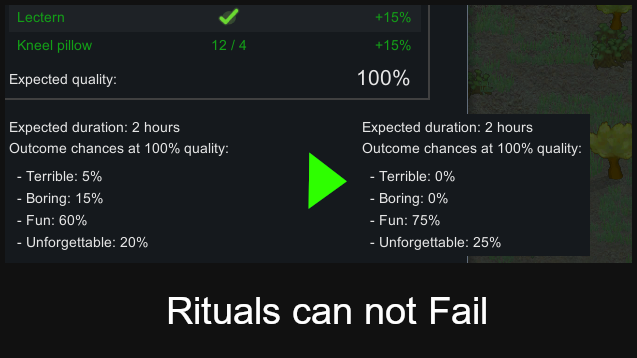 Lectern +15%
Kneel pillow 12 / 4 +15%
Expected quality: 100%
Expected duration: 2 hours
Outcome chances at 100% quality:
- Terrible: 5%
- Boring: 15%
- Fun: 60%
- Unforgettable: 20%
Expected duration: 2 hours
Outcome chances at 100% quality:
- Terrible: 0%
- Boring: 0%
- Fun: 75%
- Unforgettable: 25%
Rituals can not Fail